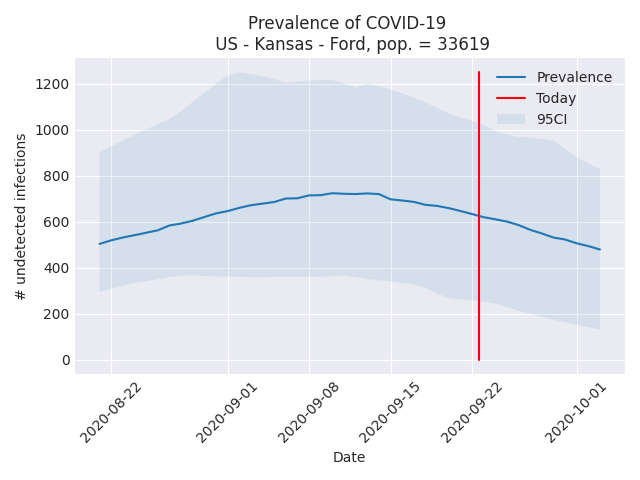 Prevalence of COVID-19
US - Kansas - Ford, pop. = 33619
Prevalence
Today
95CI
# undetected infections
1200
1000
800
600
400
200
0
2020-08-22
2020-09-01
2020-09-08
2020-09-15
2020-09-22
2020-10-01
Date